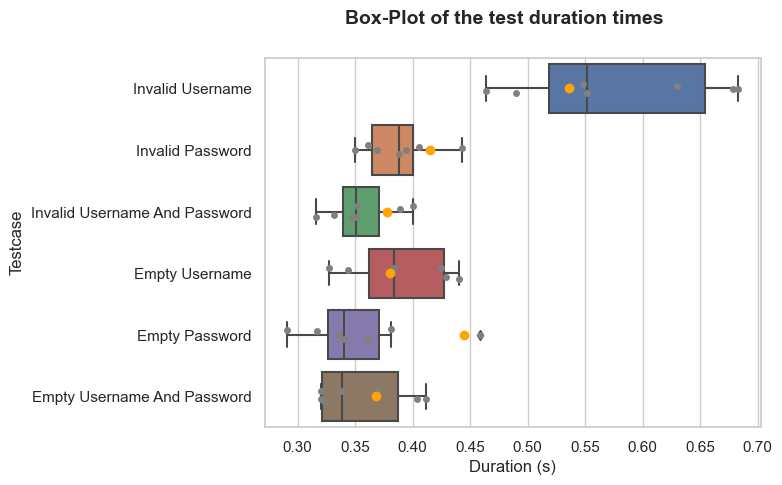 Box-Plot of the test duration times
Testcase
Invalid Username
Invalid Password
Invalid Username And Password
Empty Username
Empty Password
Empty Username And Password
0.30 0.35 0.40 0.45 0.50 0.55 0.60 0.65 0.70
Duration (s)